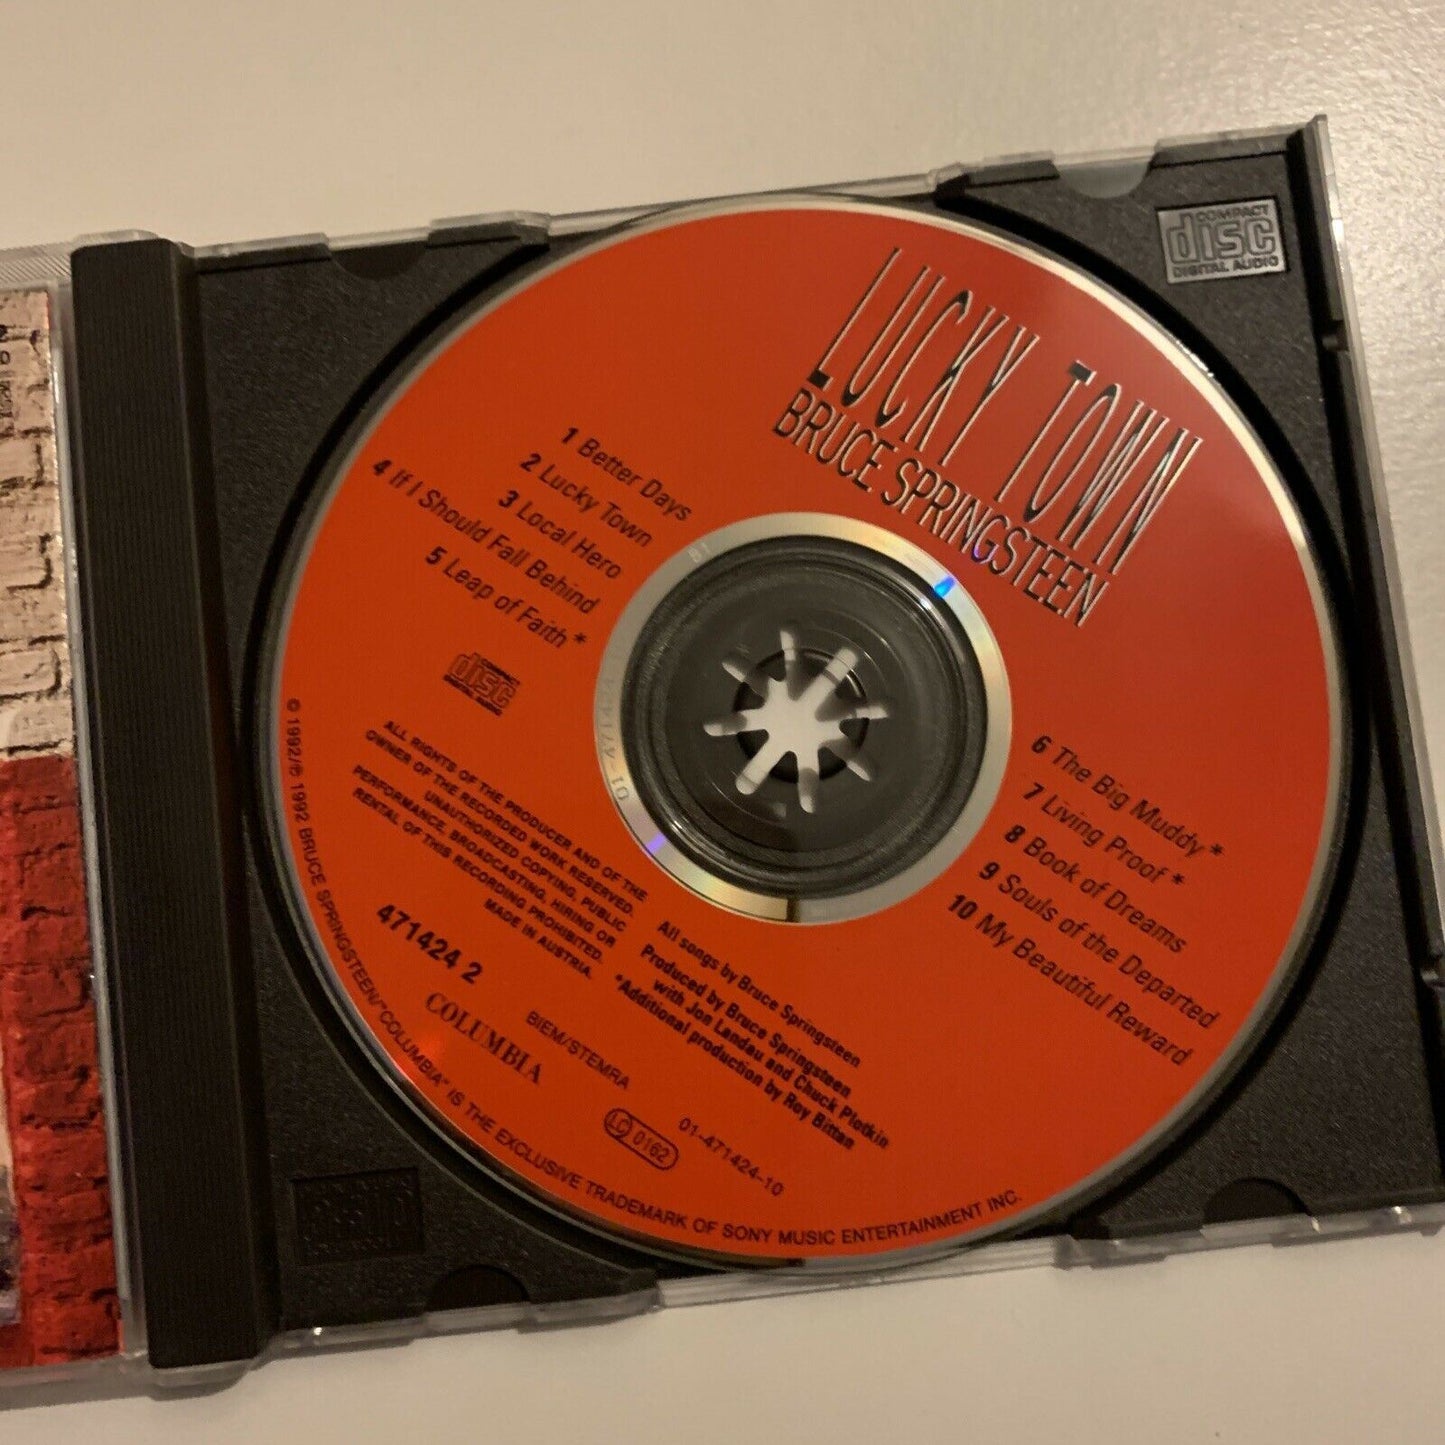 COMPACT
disc
DIGITAL AUDIO
LUCKY TOWN
BRUCE SPRINGSTEEN
1 Better Days
2 Lucky Town
3 Local Hero
4 If I Should Fall Behind
5 Leap of Faith *
COMPACT
disc
DIGITAL AUDIO
6 The Big Muddy *
7 Living Proof *
8 Book of Dreams
9 Souls of the Departed
10 My Beautiful Reward
ALL RIGHTS OF THE PRODUCER AND OF THE
OWNER OF THE RECORDED WORK RESERVED.
UNAUTHORIZED COPYING, PUBLIC
PERFORMANCE, BROADCASTING, HIRING OR
RENTAL OF THIS RECORDING PROHIBITED.
MADE IN AUSTRIA.
471424 2
COLUMBIA
BIEM/STEMRA
LC 0162
01-471424-10
All songs by Bruce Springsteen
Produced by Bruce Springsteen
with Jon Landau and Chuck Plotkin
*Additional production by Roy Bittan
© 1992/℗ 1992 BRUCE SPRINGSTEEN/"COLUMBIA" IS THE EXCLUSIVE TRADEMARK OF SONY MUSIC ENTERTAINMENT INC.